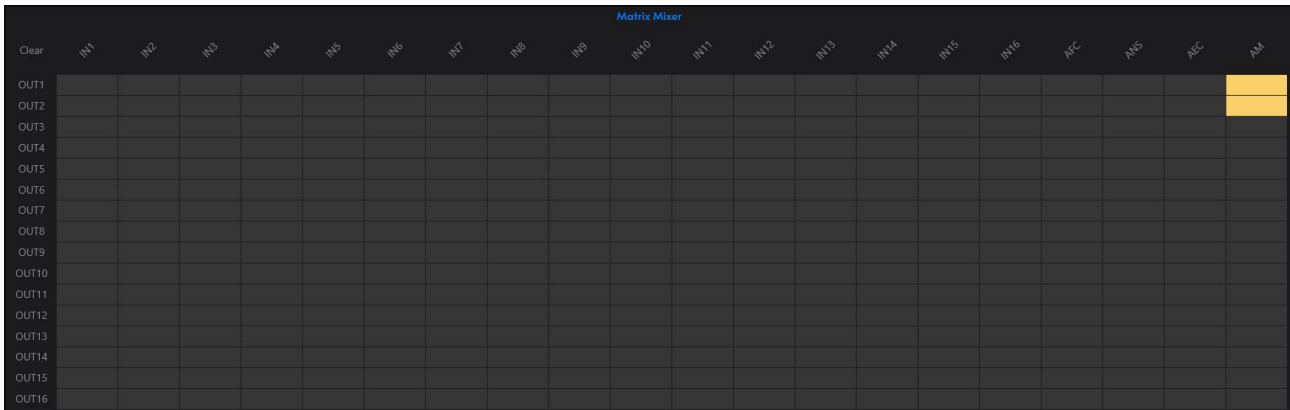 Matrix Mixer
Clear IN1 IN2 IN3 IN4 IN5 IN6 IN7 IN8 IN9 IN10 IN11 IN12 IN13 IN14 IN15 IN16 AFC ANS AEC AM
OUT1
OUT2
OUT3
OUT4
OUT5
OUT6
OUT7
OUT8
OUT9
OUT10
OUT11
OUT12
OUT13
OUT14
OUT15
OUT16